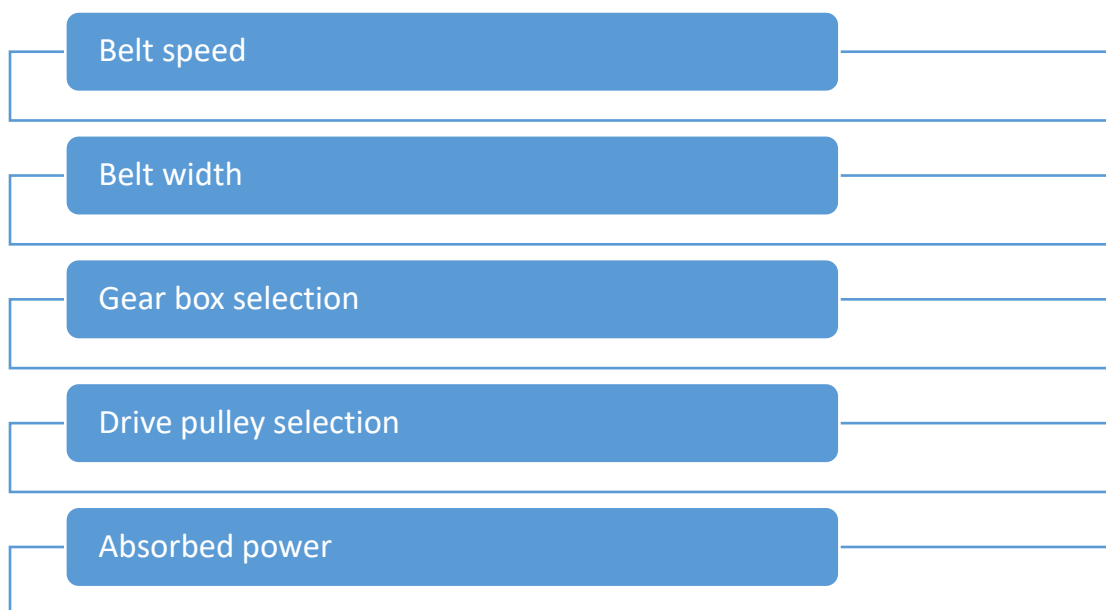 Belt speed
Belt width
Gear box selection
Drive pulley selection
Absorbed power